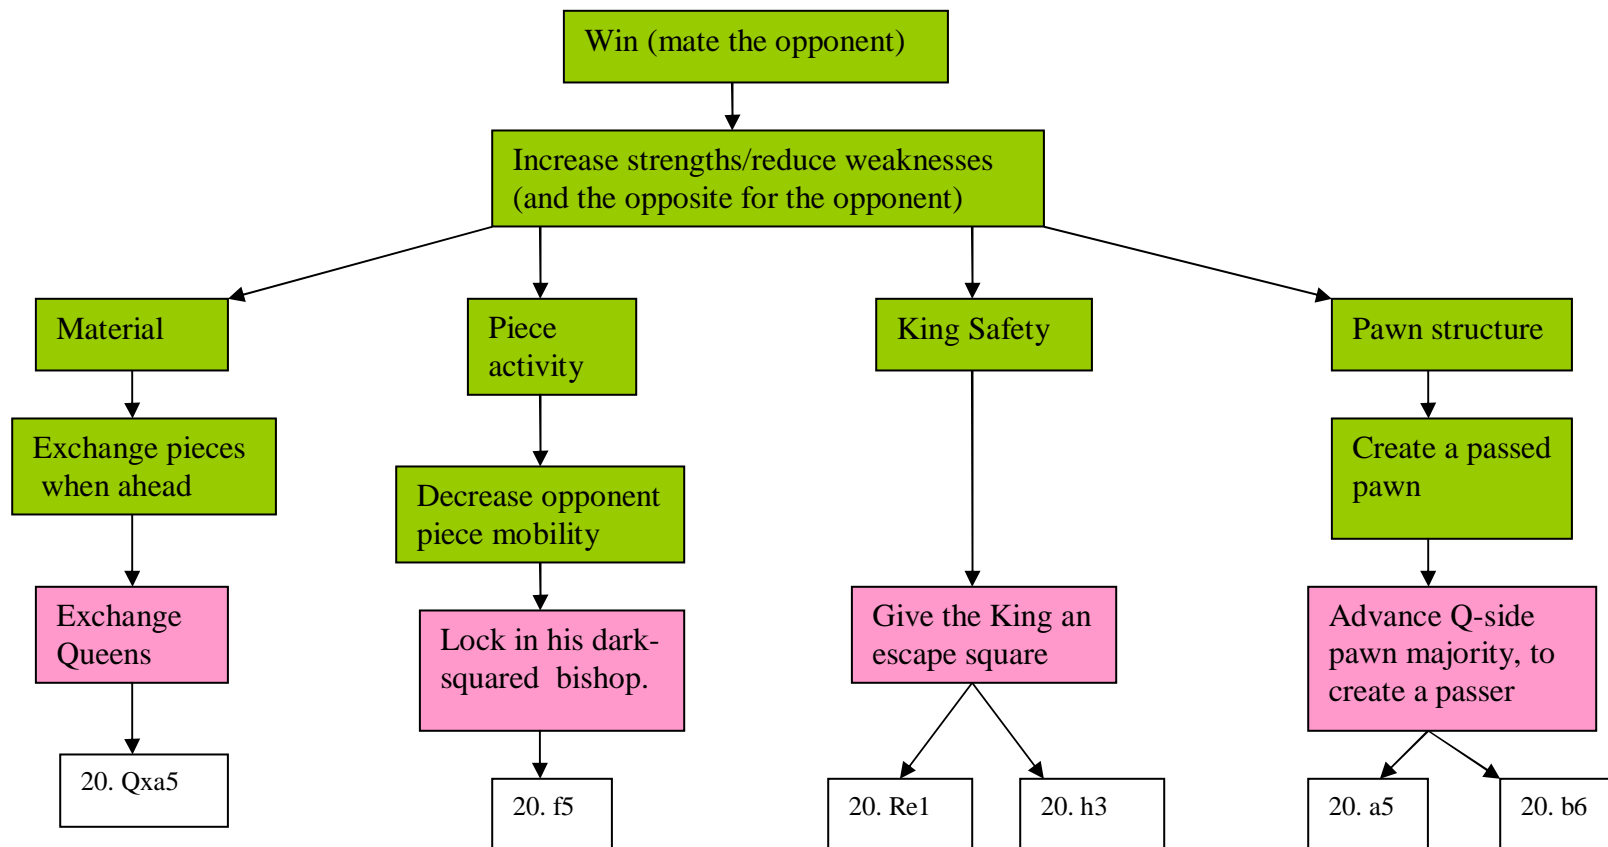 Win (mate the opponent)
Increase strengths/reduce weaknesses
(and the opposite for the opponent)
Material
Piece
activity
King Safety
Pawn structure
Exchange pieces
when ahead
Decrease opponent
piece mobility
Create a passed
pawn
Exchange
Queens
Lock in his dark-
squared bishop.
Give the King an
escape square
Advance Q-side
pawn majority, to
create a passer
20. Qxa5
20. f5
20. Re1
20. h3
20. a5
20. b6